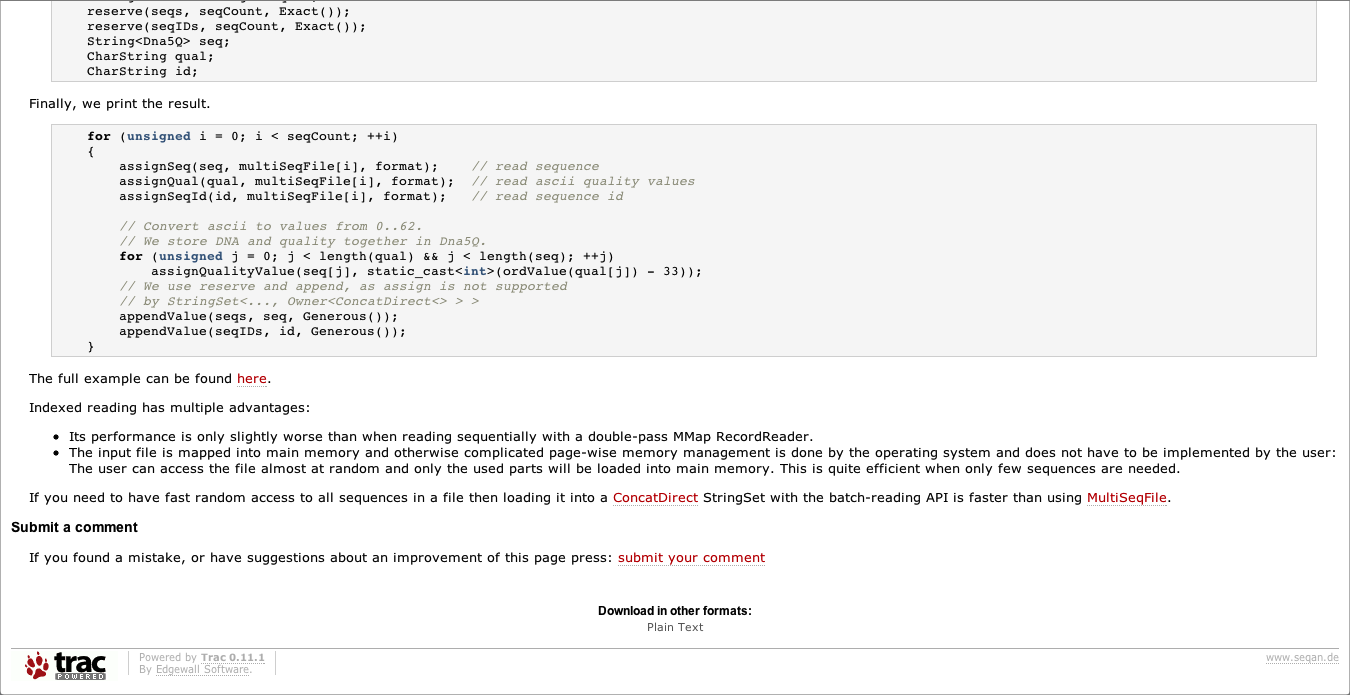 reserve(seqs, seqCount, Exact());
reserve(seqIDs, seqCount, Exact());
String<Dna5Q> seq;
CharString qual;
CharString id;
Finally, we print the result.
for (unsigned i = 0; i < seqCount; ++i)
{
assignSeq(seq, multiSeqFile[i], format);    // read sequence
assignQual(qual, multiSeqFile[i], format);  // read ascii quality values
assignSeqId(id, multiSeqFile[i], format);   // read sequence id
// Convert ascii to values from 0..62.
// We store DNA and quality together in Dna5Q.
for (unsigned j = 0; j < length(qual) && j < length(seq); ++j)
assignQualityValue(seq[j], static_cast<int>(ordValue(qual[j]) - 33));
// We use reserve and append, as assign is not supported
// by StringSet<..., Owner<ConcatDirect<> > >
appendValue(seqs, seq, Generous());
appendValue(seqIDs, id, Generous());
}
The full example can be found here.
Indexed reading has multiple advantages:
• Its performance is only slightly worse than when reading sequentially with a double-pass MMap RecordReader.
• The input file is mapped into main memory and otherwise complicated page-wise memory management is done by the operating system and does not have to be implemented by the user:
The user can access the file almost at random and only the used parts will be loaded into main memory. This is quite efficient when only few sequences are needed.
If you need to have fast random access to all sequences in a file then loading it into a ConcatDirect StringSet with the batch-reading API is faster than using MultiSeqFile.
Submit a comment
If you found a mistake, or have suggestions about an improvement of this page press: submit your comment
Download in other formats:
Plain Text
trac
POWERED
Powered by Trac 0.11.1
By Edgewall Software.
www.seqan.de